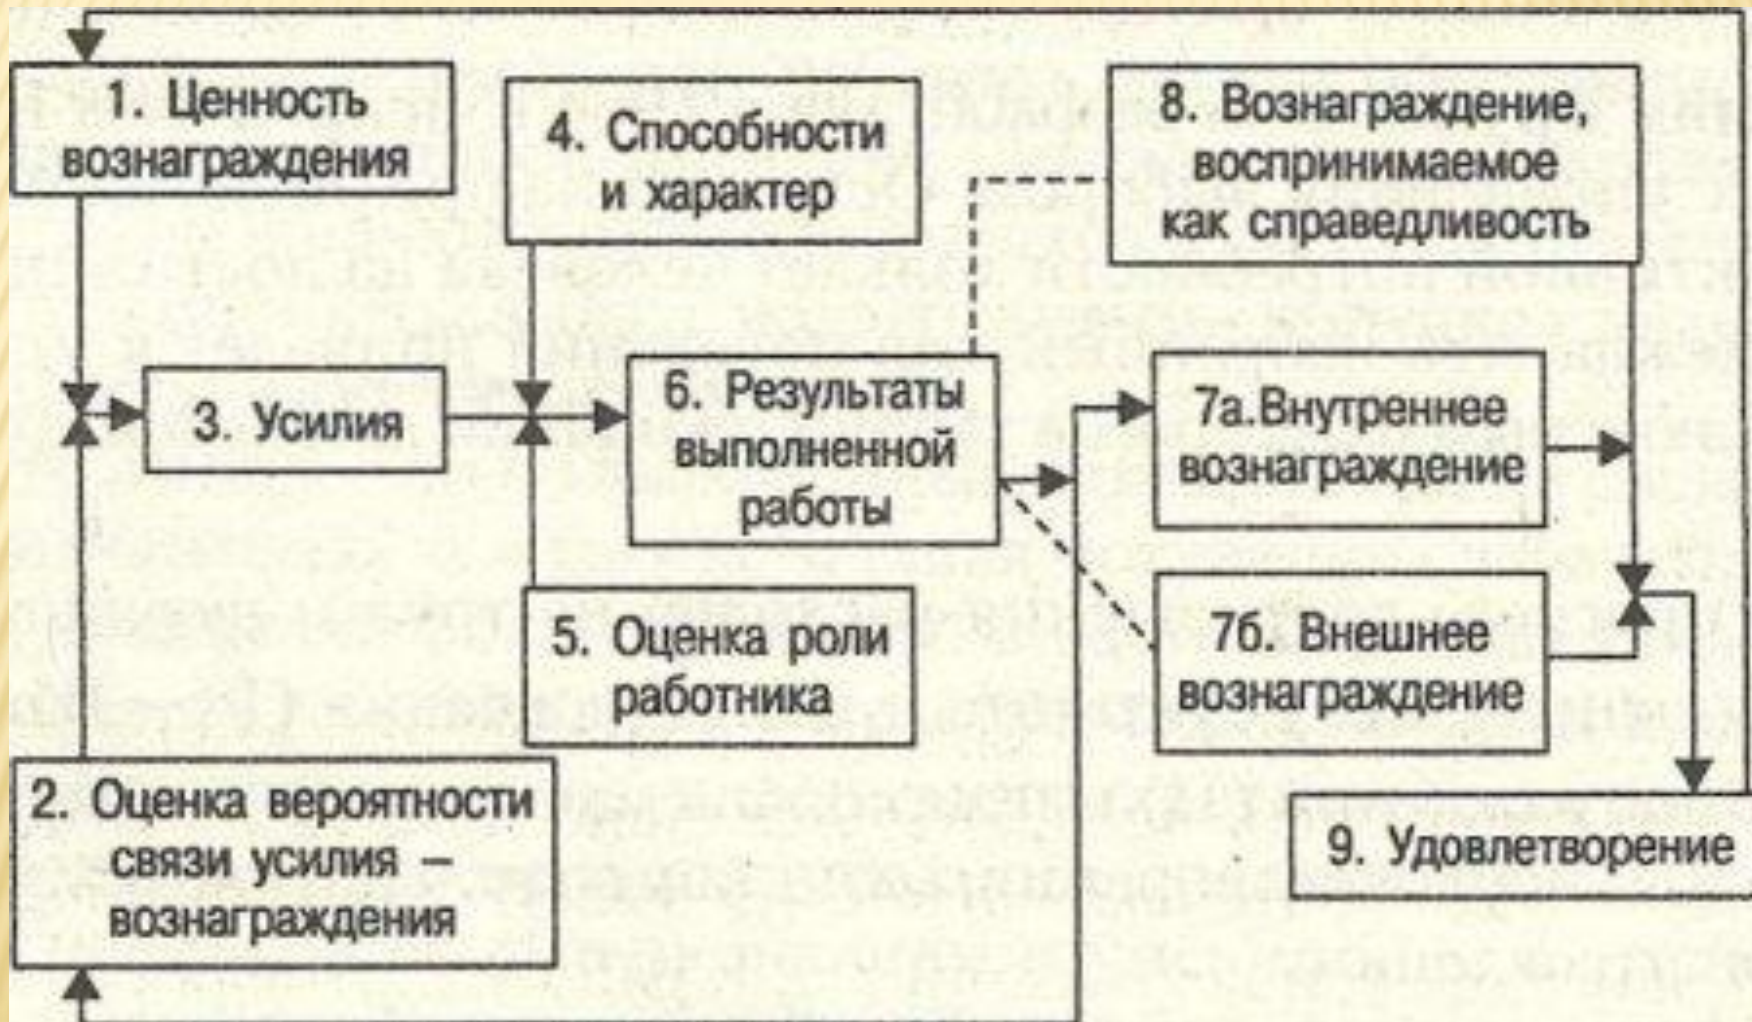 1. Ценность
вознаграждения
4. Способности
и характер
8. Вознаграждение,
воспринимаемое
как справедливость
3. Усилия
6. Результаты
выполненной
работы
7а.Внутреннее
вознаграждение
5. Оценка роли
работника
7б. Внешнее
вознаграждение
2. Оценка вероятности
связи усилия –
вознаграждения
9. Удовлетворение